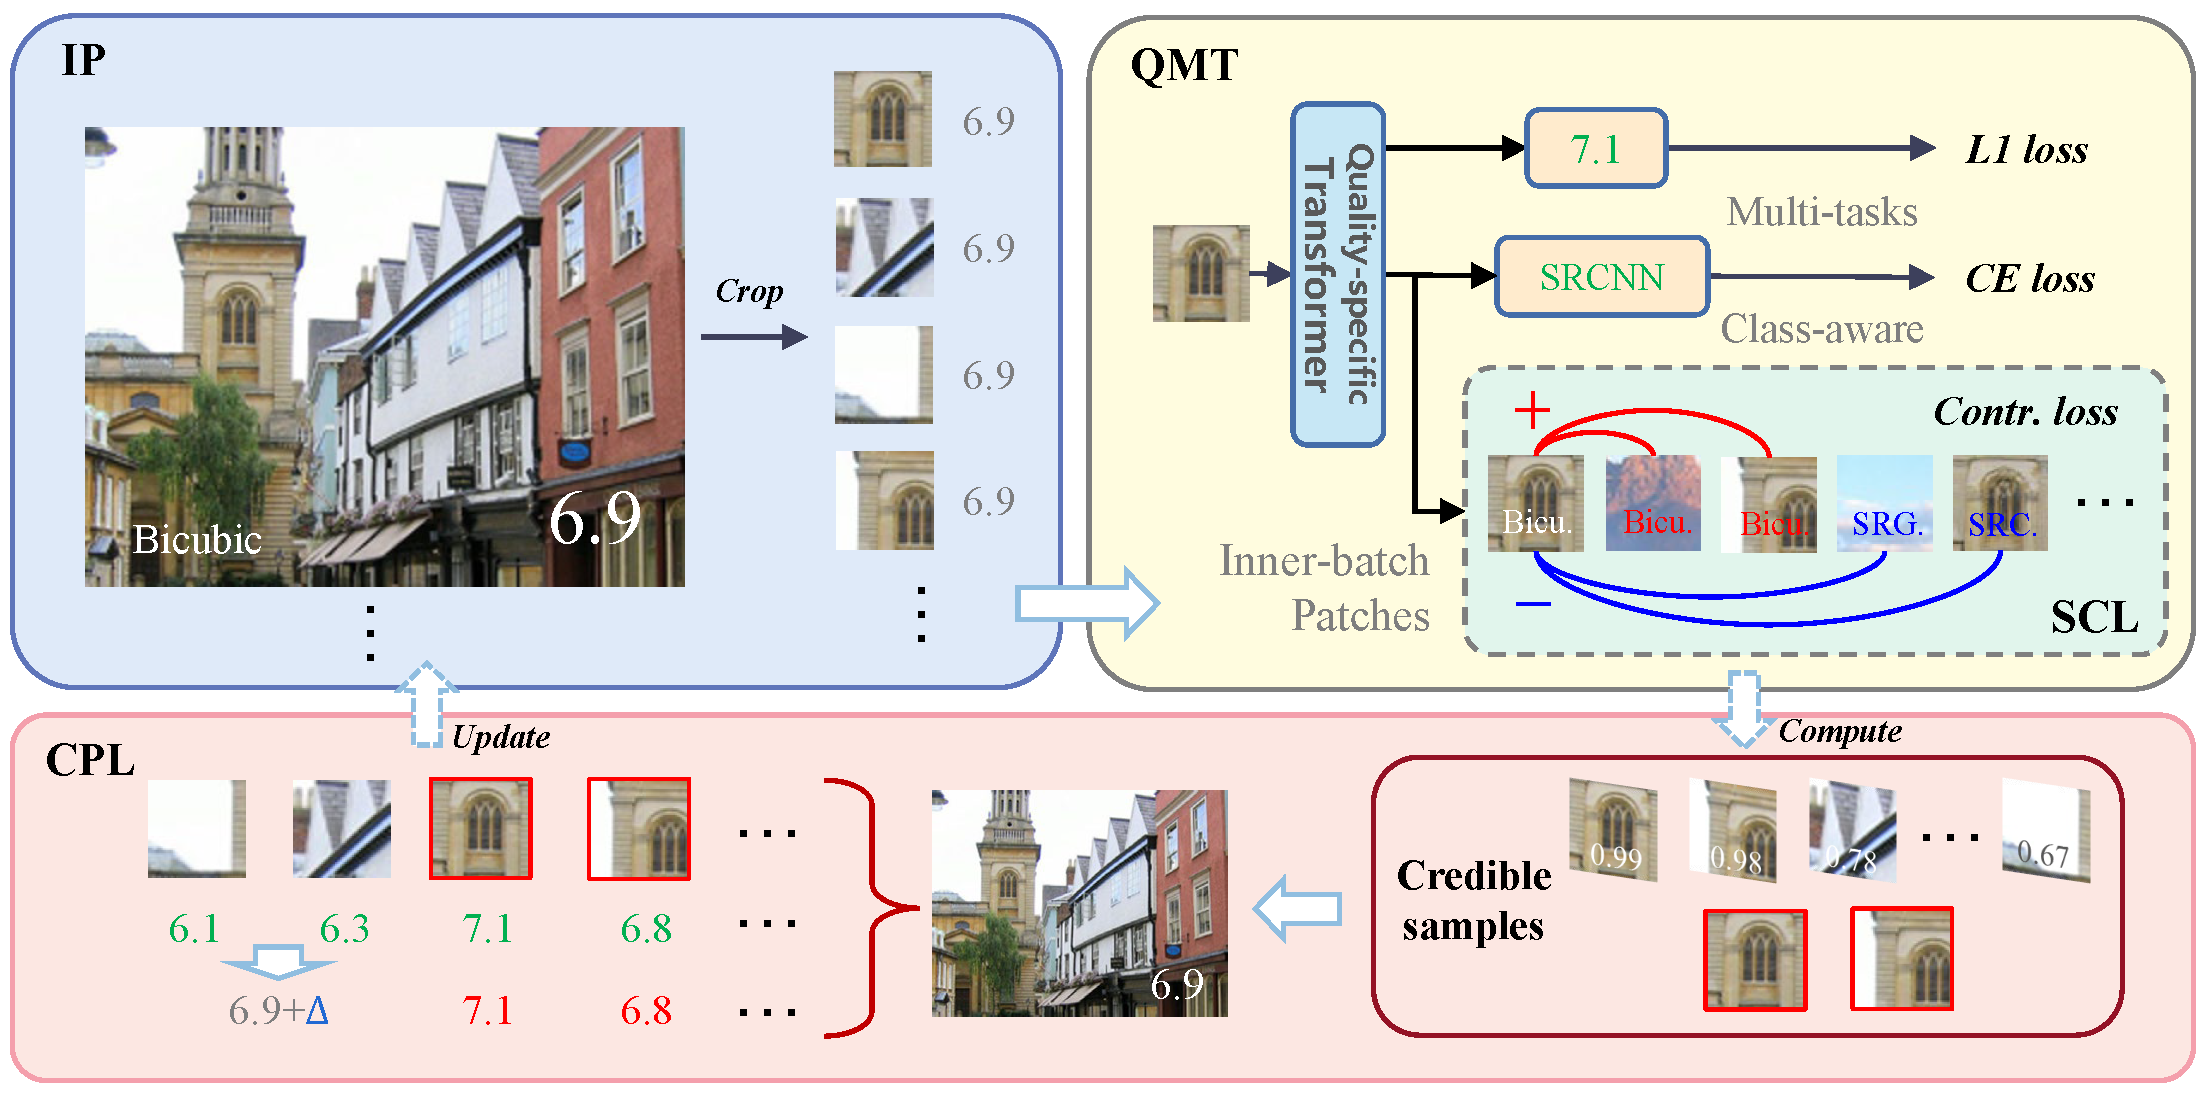 IP
6.9
6.9
Crop
6.9
6.9
Bicubic
6.9
QMT
Quality-specific
Transformer
7.1
L1 loss
Multi-tasks
SRCNN
CE loss
Class-aware
+
Contr. loss
Bicu.
Bicu.
Bicu.
SRG.
SRC.
...
Inner-batch
Patches
−
SCL
Update
Compute
CPL
...
6.1
6.3
7.1
6.8
...
6.9+Δ
7.1
6.8
...
6.9
Credible
samples
0.99
0.98
0.78
...
0.67